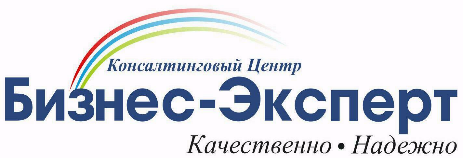 Консалтинговый Центр
Бизнес-Эксперт
Качественно • Надежно